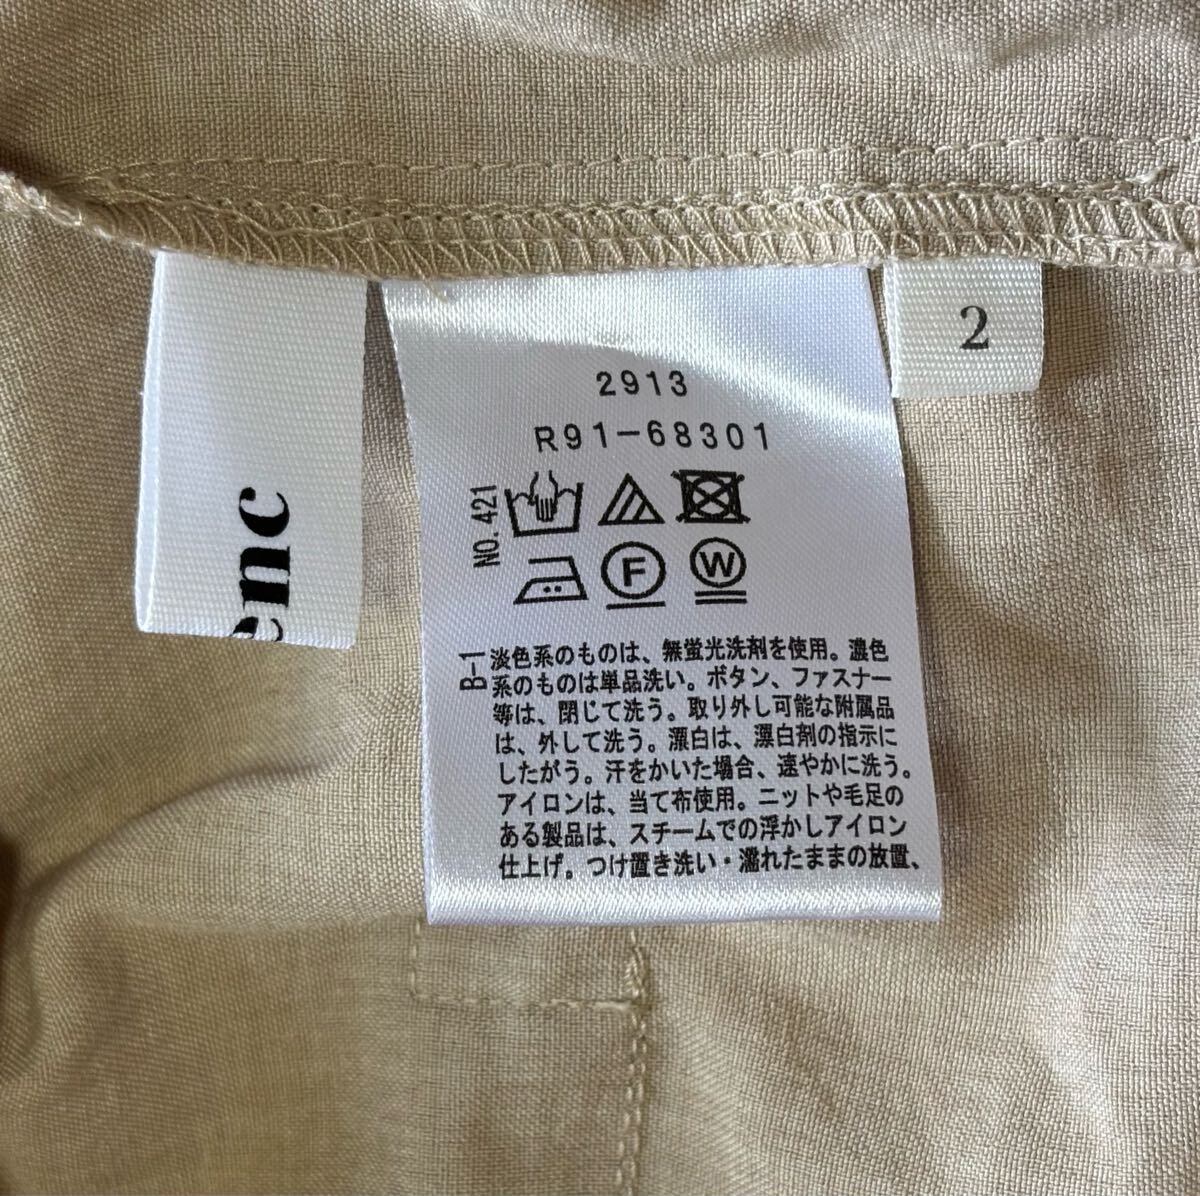 enc
2
2913
R91-68301
NO. 421
F
W
B-1
淡色系のものは、無蛍光洗剤を使用。濃色
系のものは単品洗い。ボタン、ファスナー
等は、閉じて洗う。取り外し可能な附属品
は、外して洗う。漂白は、漂白剤の指示に
したがう。汗をかいた場合、速やかに洗う。
アイロンは、当て布使用。ニットや毛足の
ある製品は、スチームでの浮かしアイロン
仕上げ。つけ置き洗い・濡れたままの放置、